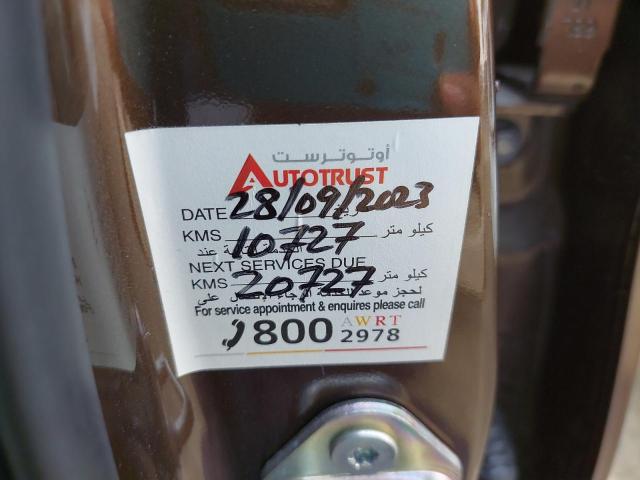 أوتوترست
AUTOTRUST
DATE 28/09/2023
KMS 10727 كيلو متر
NEXT SERVICES DUE
KMS 20727 كيلو متر
For service appointment & enquires please call
800 AWRT 2978